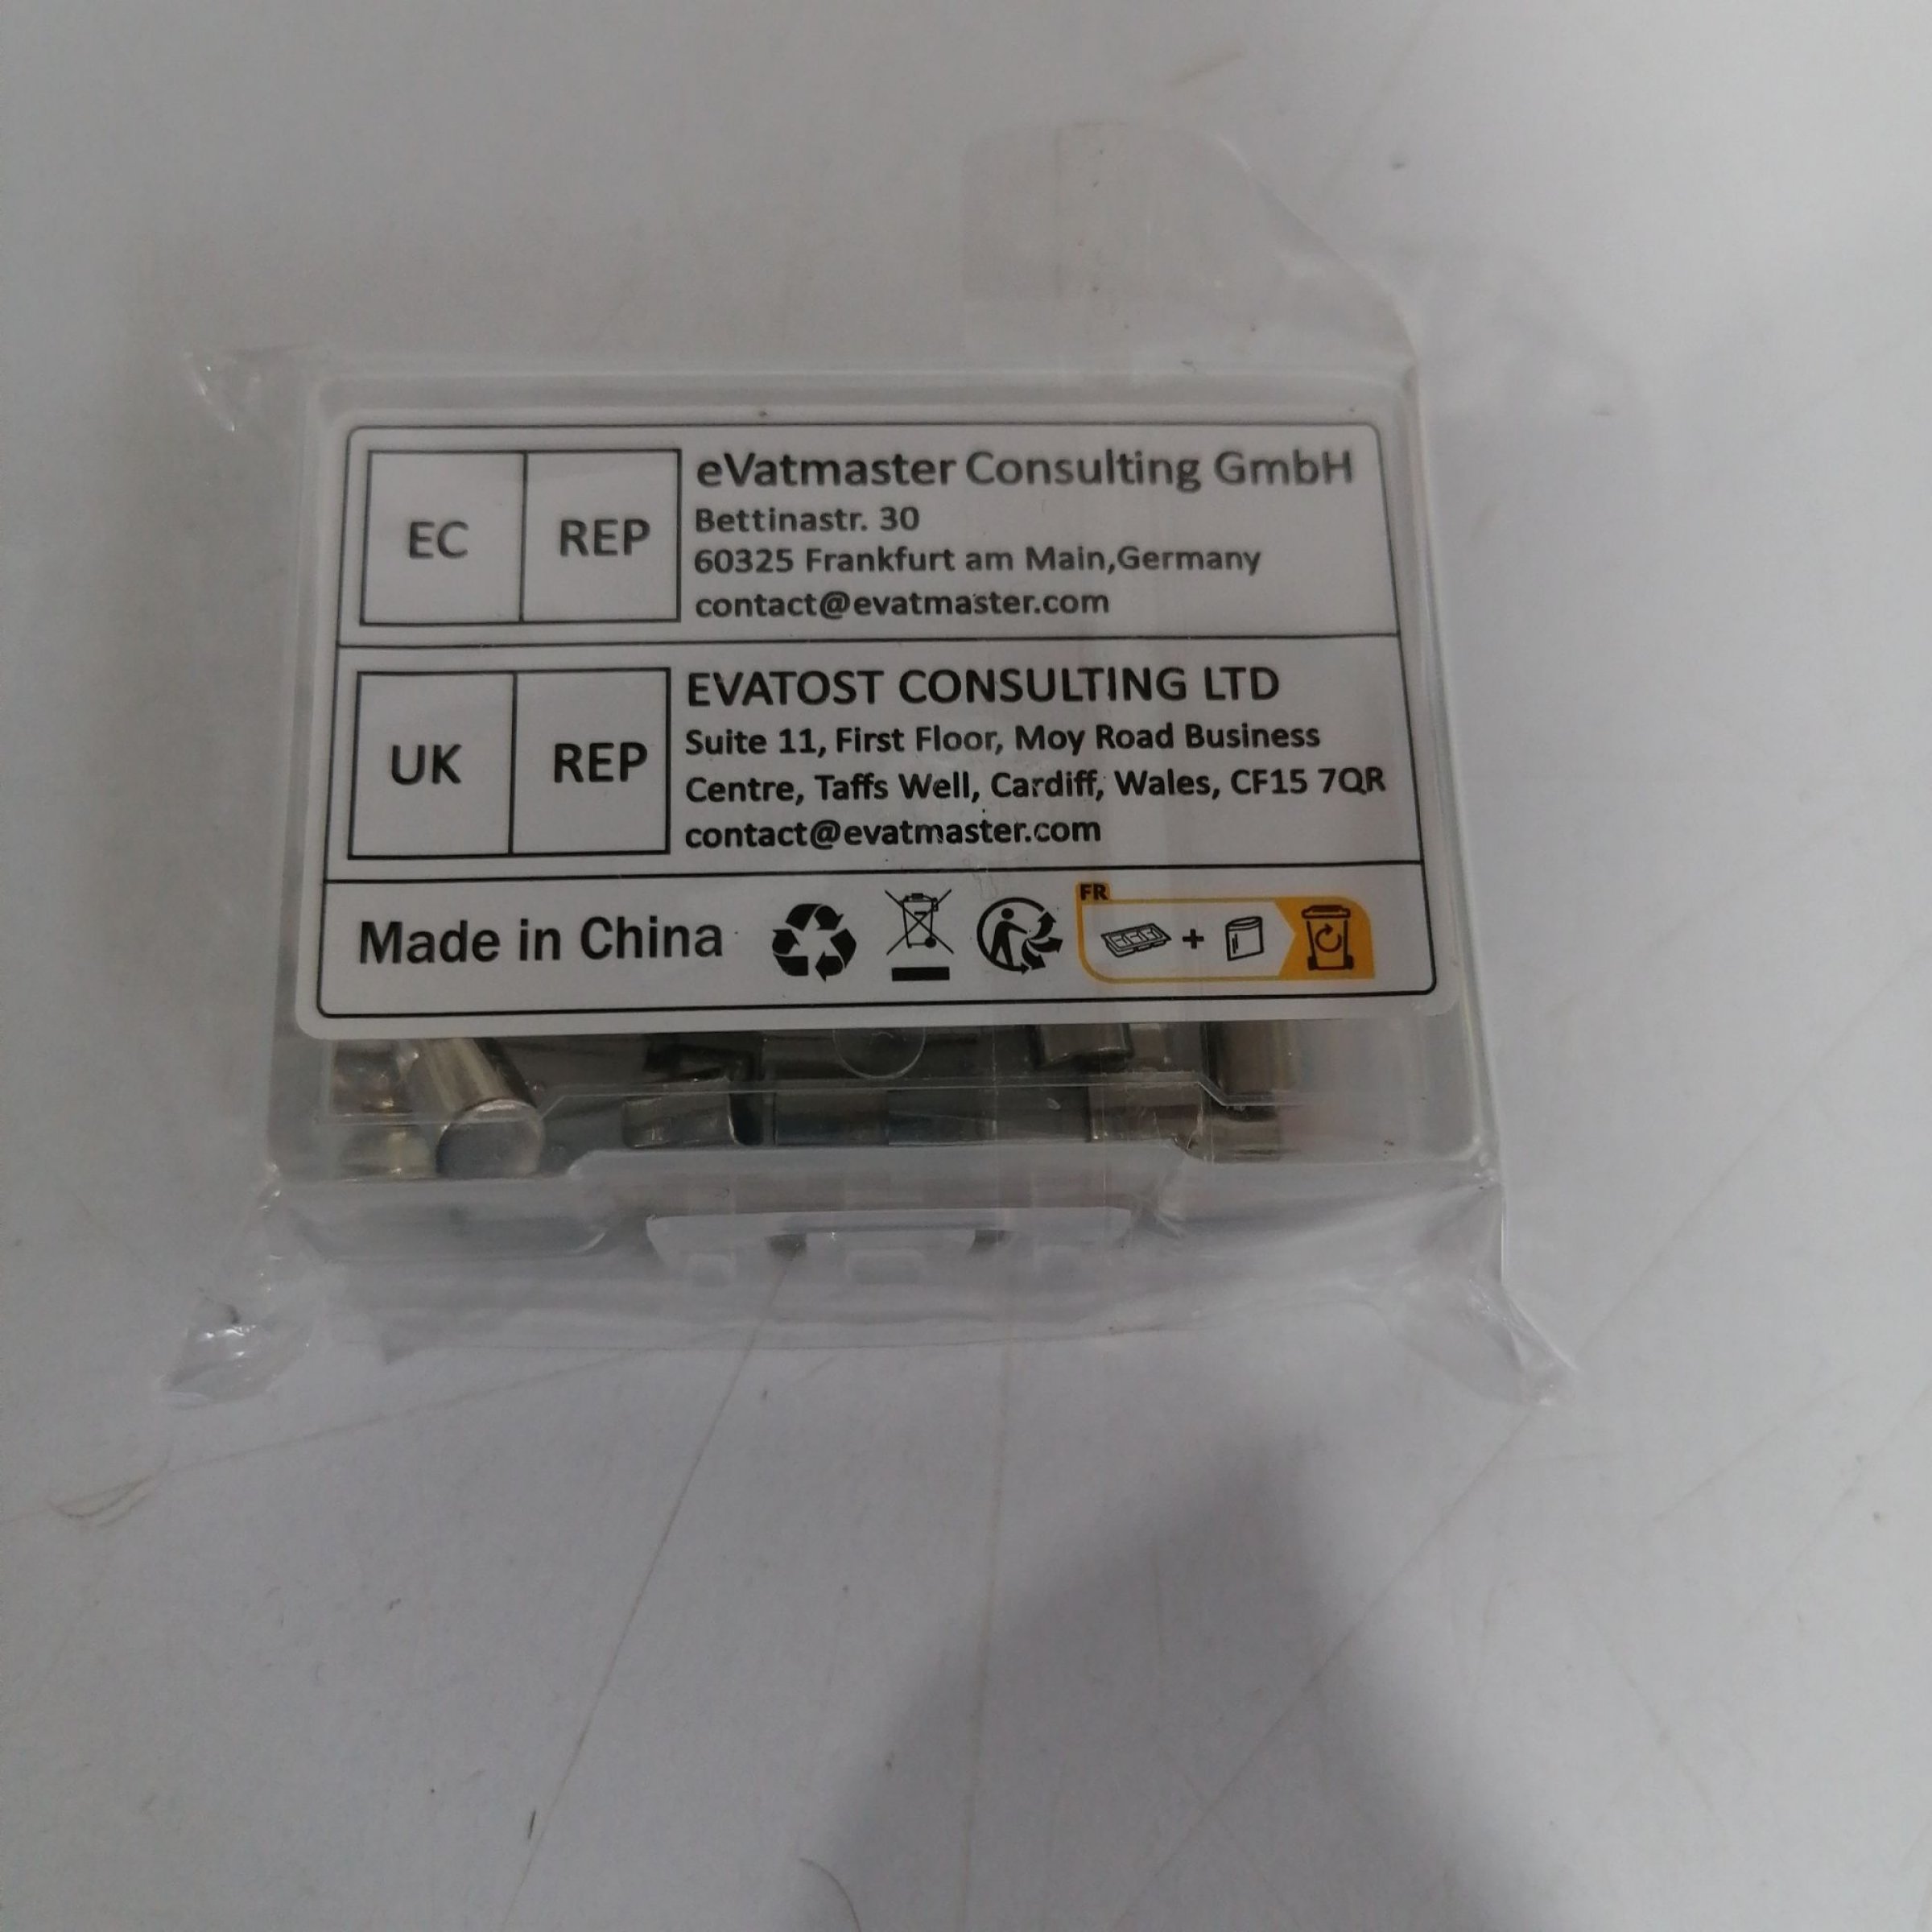 EC REP
eVatmaster Consulting GmbH
Bettinastr. 30
60325 Frankfurt am Main,Germany
contact@evatmaster.com
UK REP
EVATOST CONSULTING LTD
Suite 11, First Floor, Moy Road Business
Centre, Taffs Well, Cardiff, Wales, CF15 7QR
contact@evatmaster.com
Made in China
FR
+